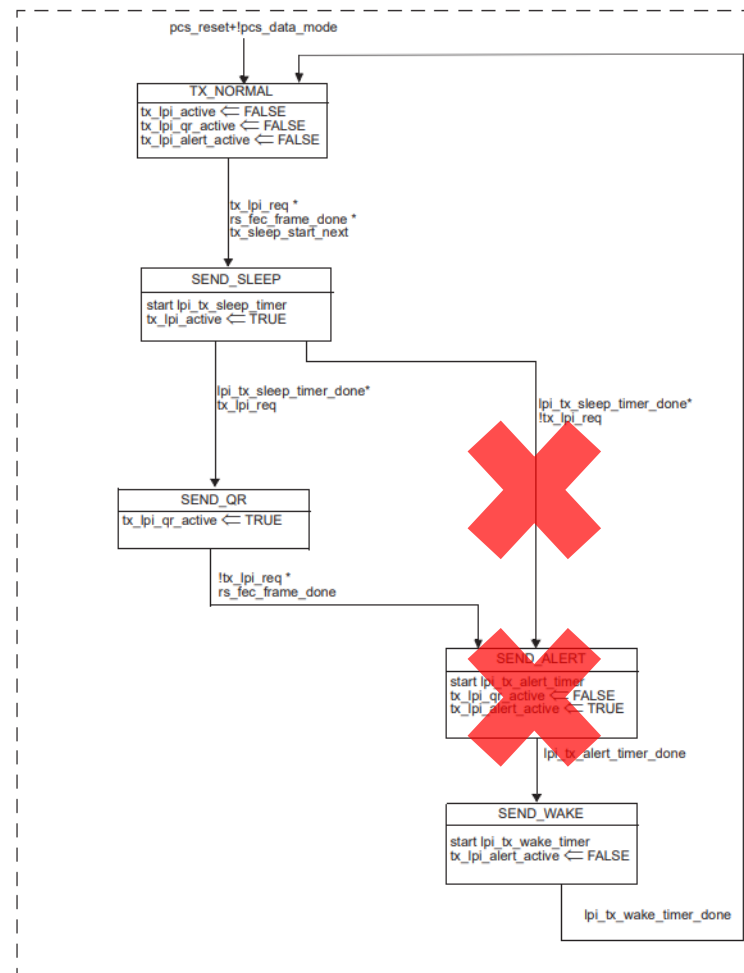 pcs_reset+!pcs_data_mode
TX_NORMAL
tx_lpi_active ⇐ FALSE
tx_lpi_qr_active ⇐ FALSE
tx_lpi_alert_active ⇐ FALSE
tx_lpi_req *
rs_fec_frame_done *
tx_sleep_start_next
SEND_SLEEP
start lpi_tx_sleep_timer
tx_lpi_active ⇐ TRUE
lpi_tx_sleep_timer_done*
tx_lpi_req
lpi_tx_sleep_timer_done*
!tx_lpi_req
SEND_QR
tx_lpi_qr_active ⇐ TRUE
!tx_lpi_req *
rs_fec_frame_done
SEND_ALERT
start lpi_tx_alert_timer
tx_lpi_qr_active ⇐ FALSE
tx_lpi_alert_active ⇐ TRUE
lpi_tx_alert_timer_done
SEND_WAKE
start lpi_tx_wake_timer
tx_lpi_alert_active ⇐ FALSE
lpi_tx_wake_timer_done